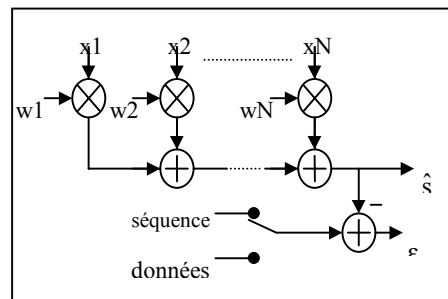 x1 x2 xN
w1 w2 wN
ŝ
séquence
données
ε